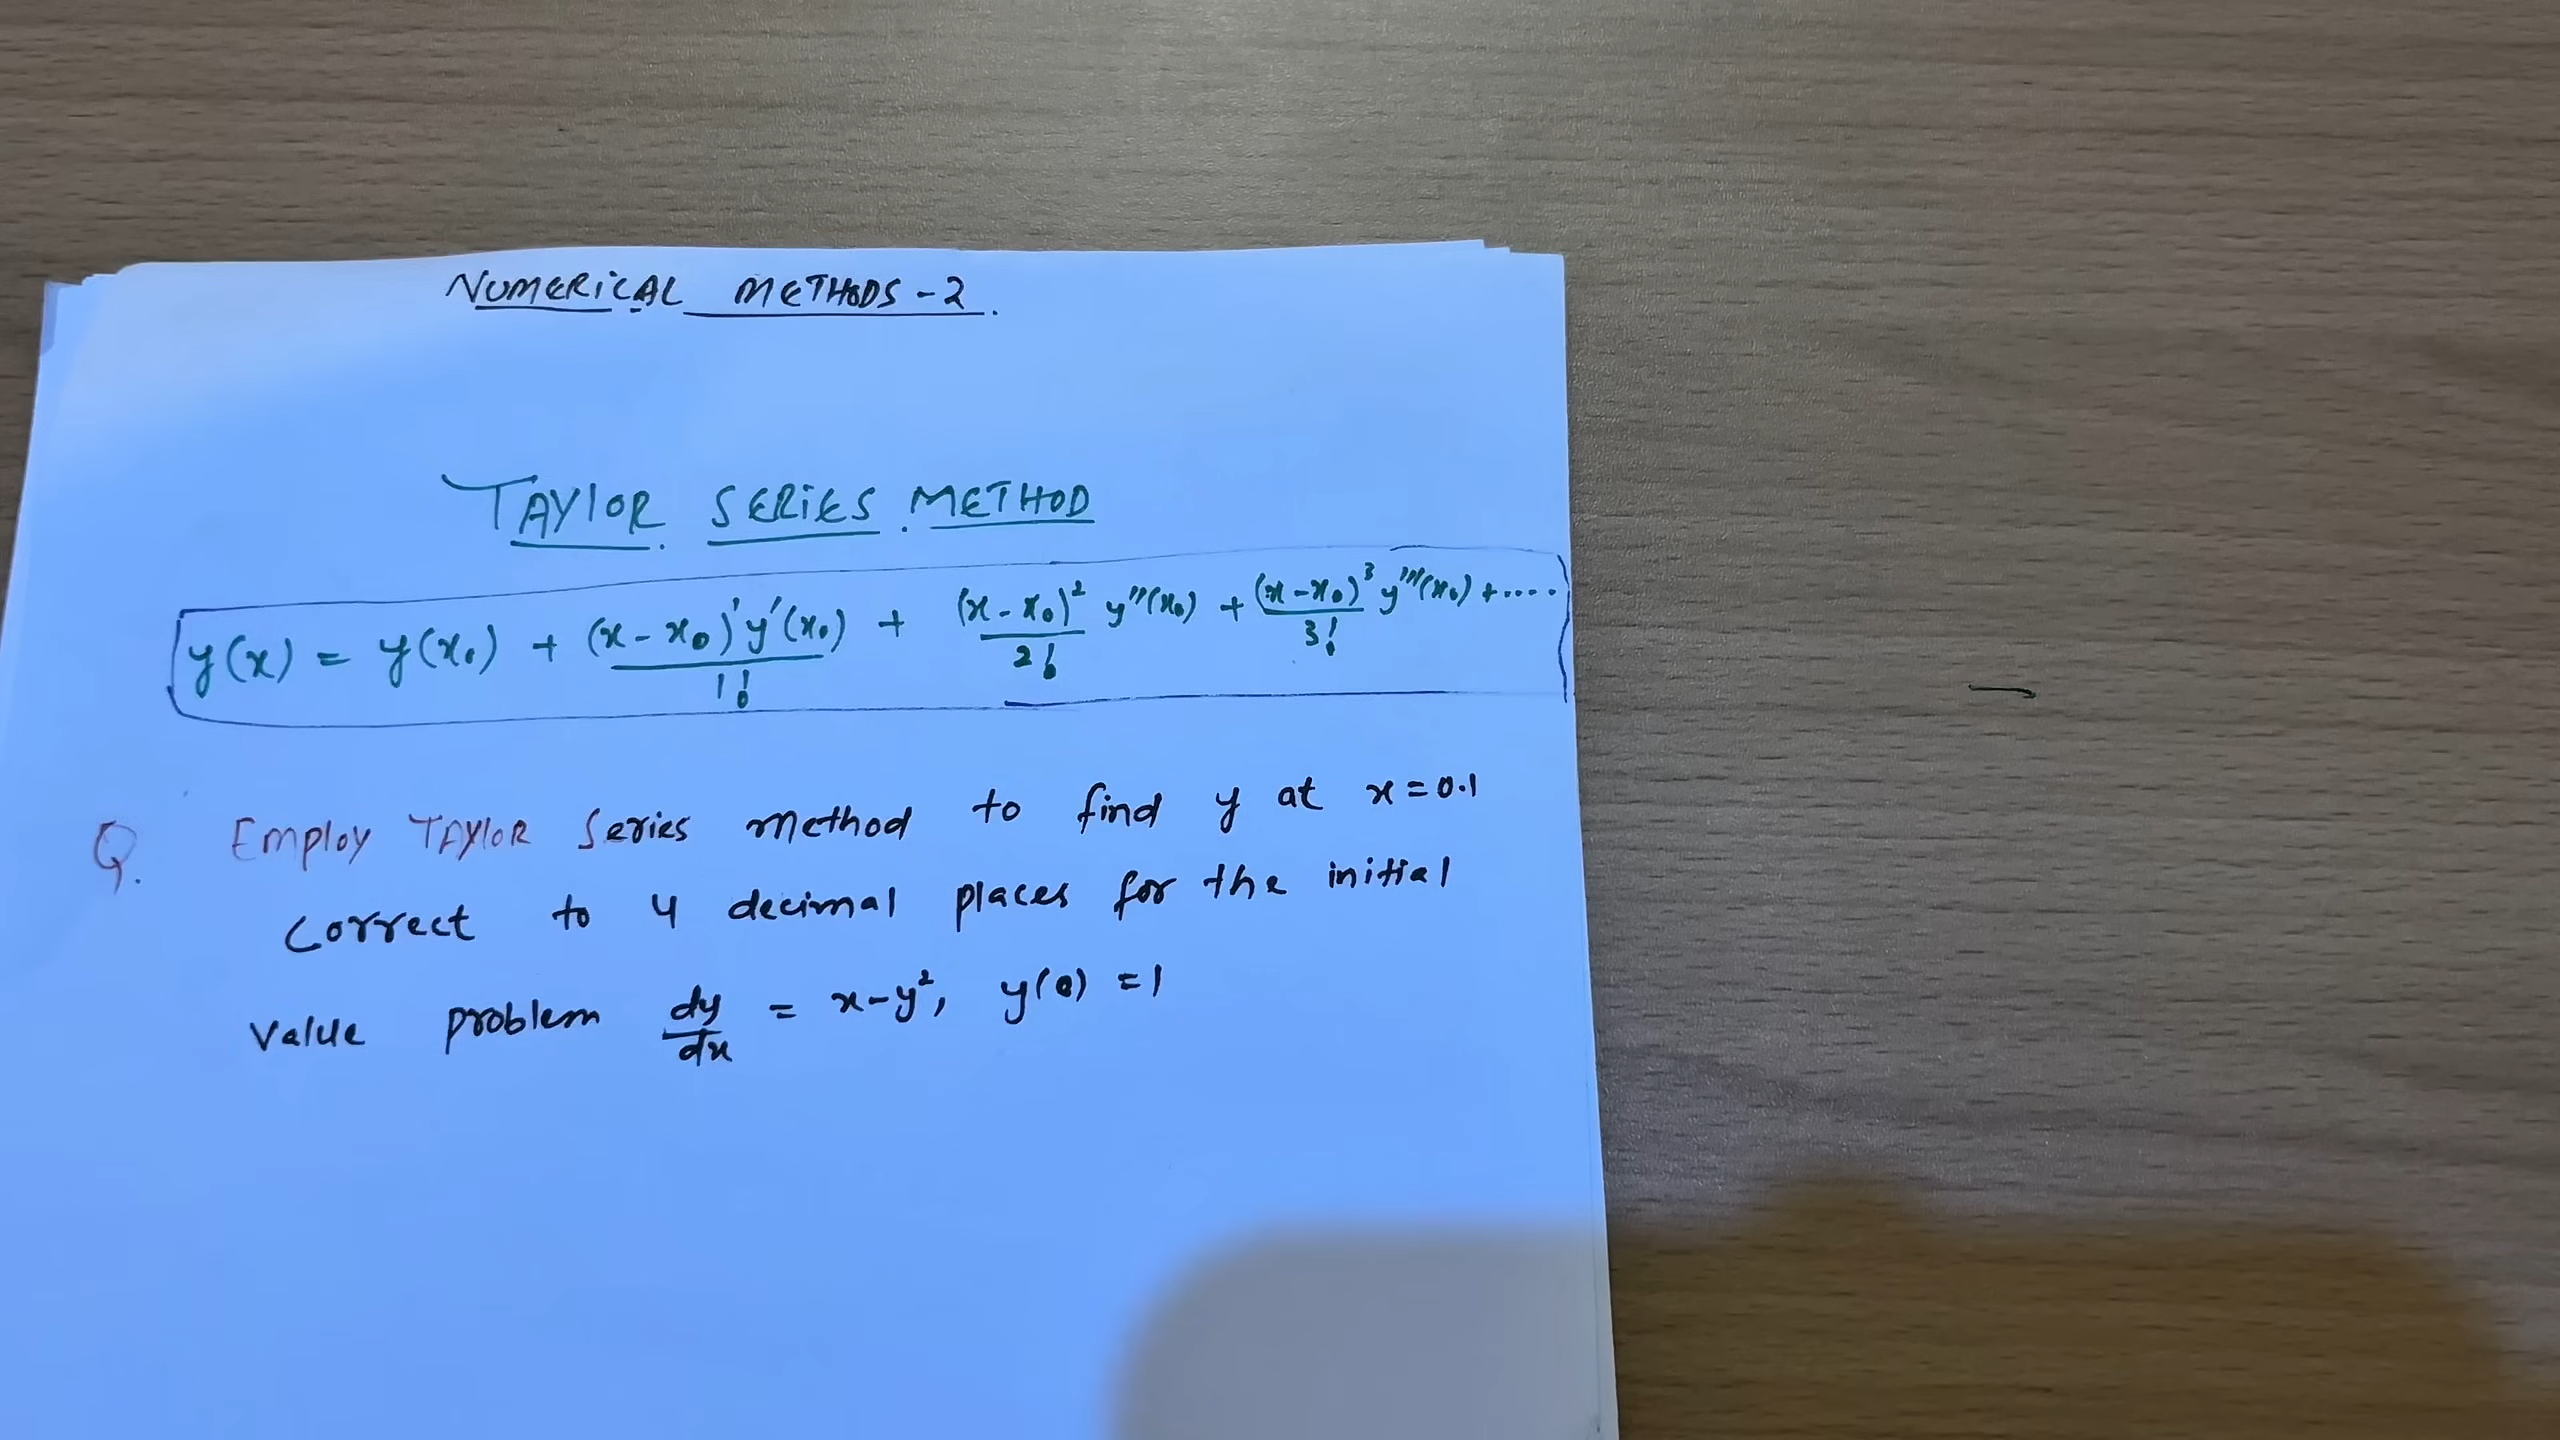 NUMERICAL METHODS - 2.
TAYLOR SERIES METHOD
y(x) = y(x₀) + (x - x₀)'y'(x₀)/1! + (x - x₀)²/2! y''(x₀) + (x - x₀)³/3! y'''(x₀) + ....
Q. Employ TAYLOR Series method to find y at x = 0.1
correct to 4 decimal places for the initial
value problem dy/dx = x - y², y(0) = 1